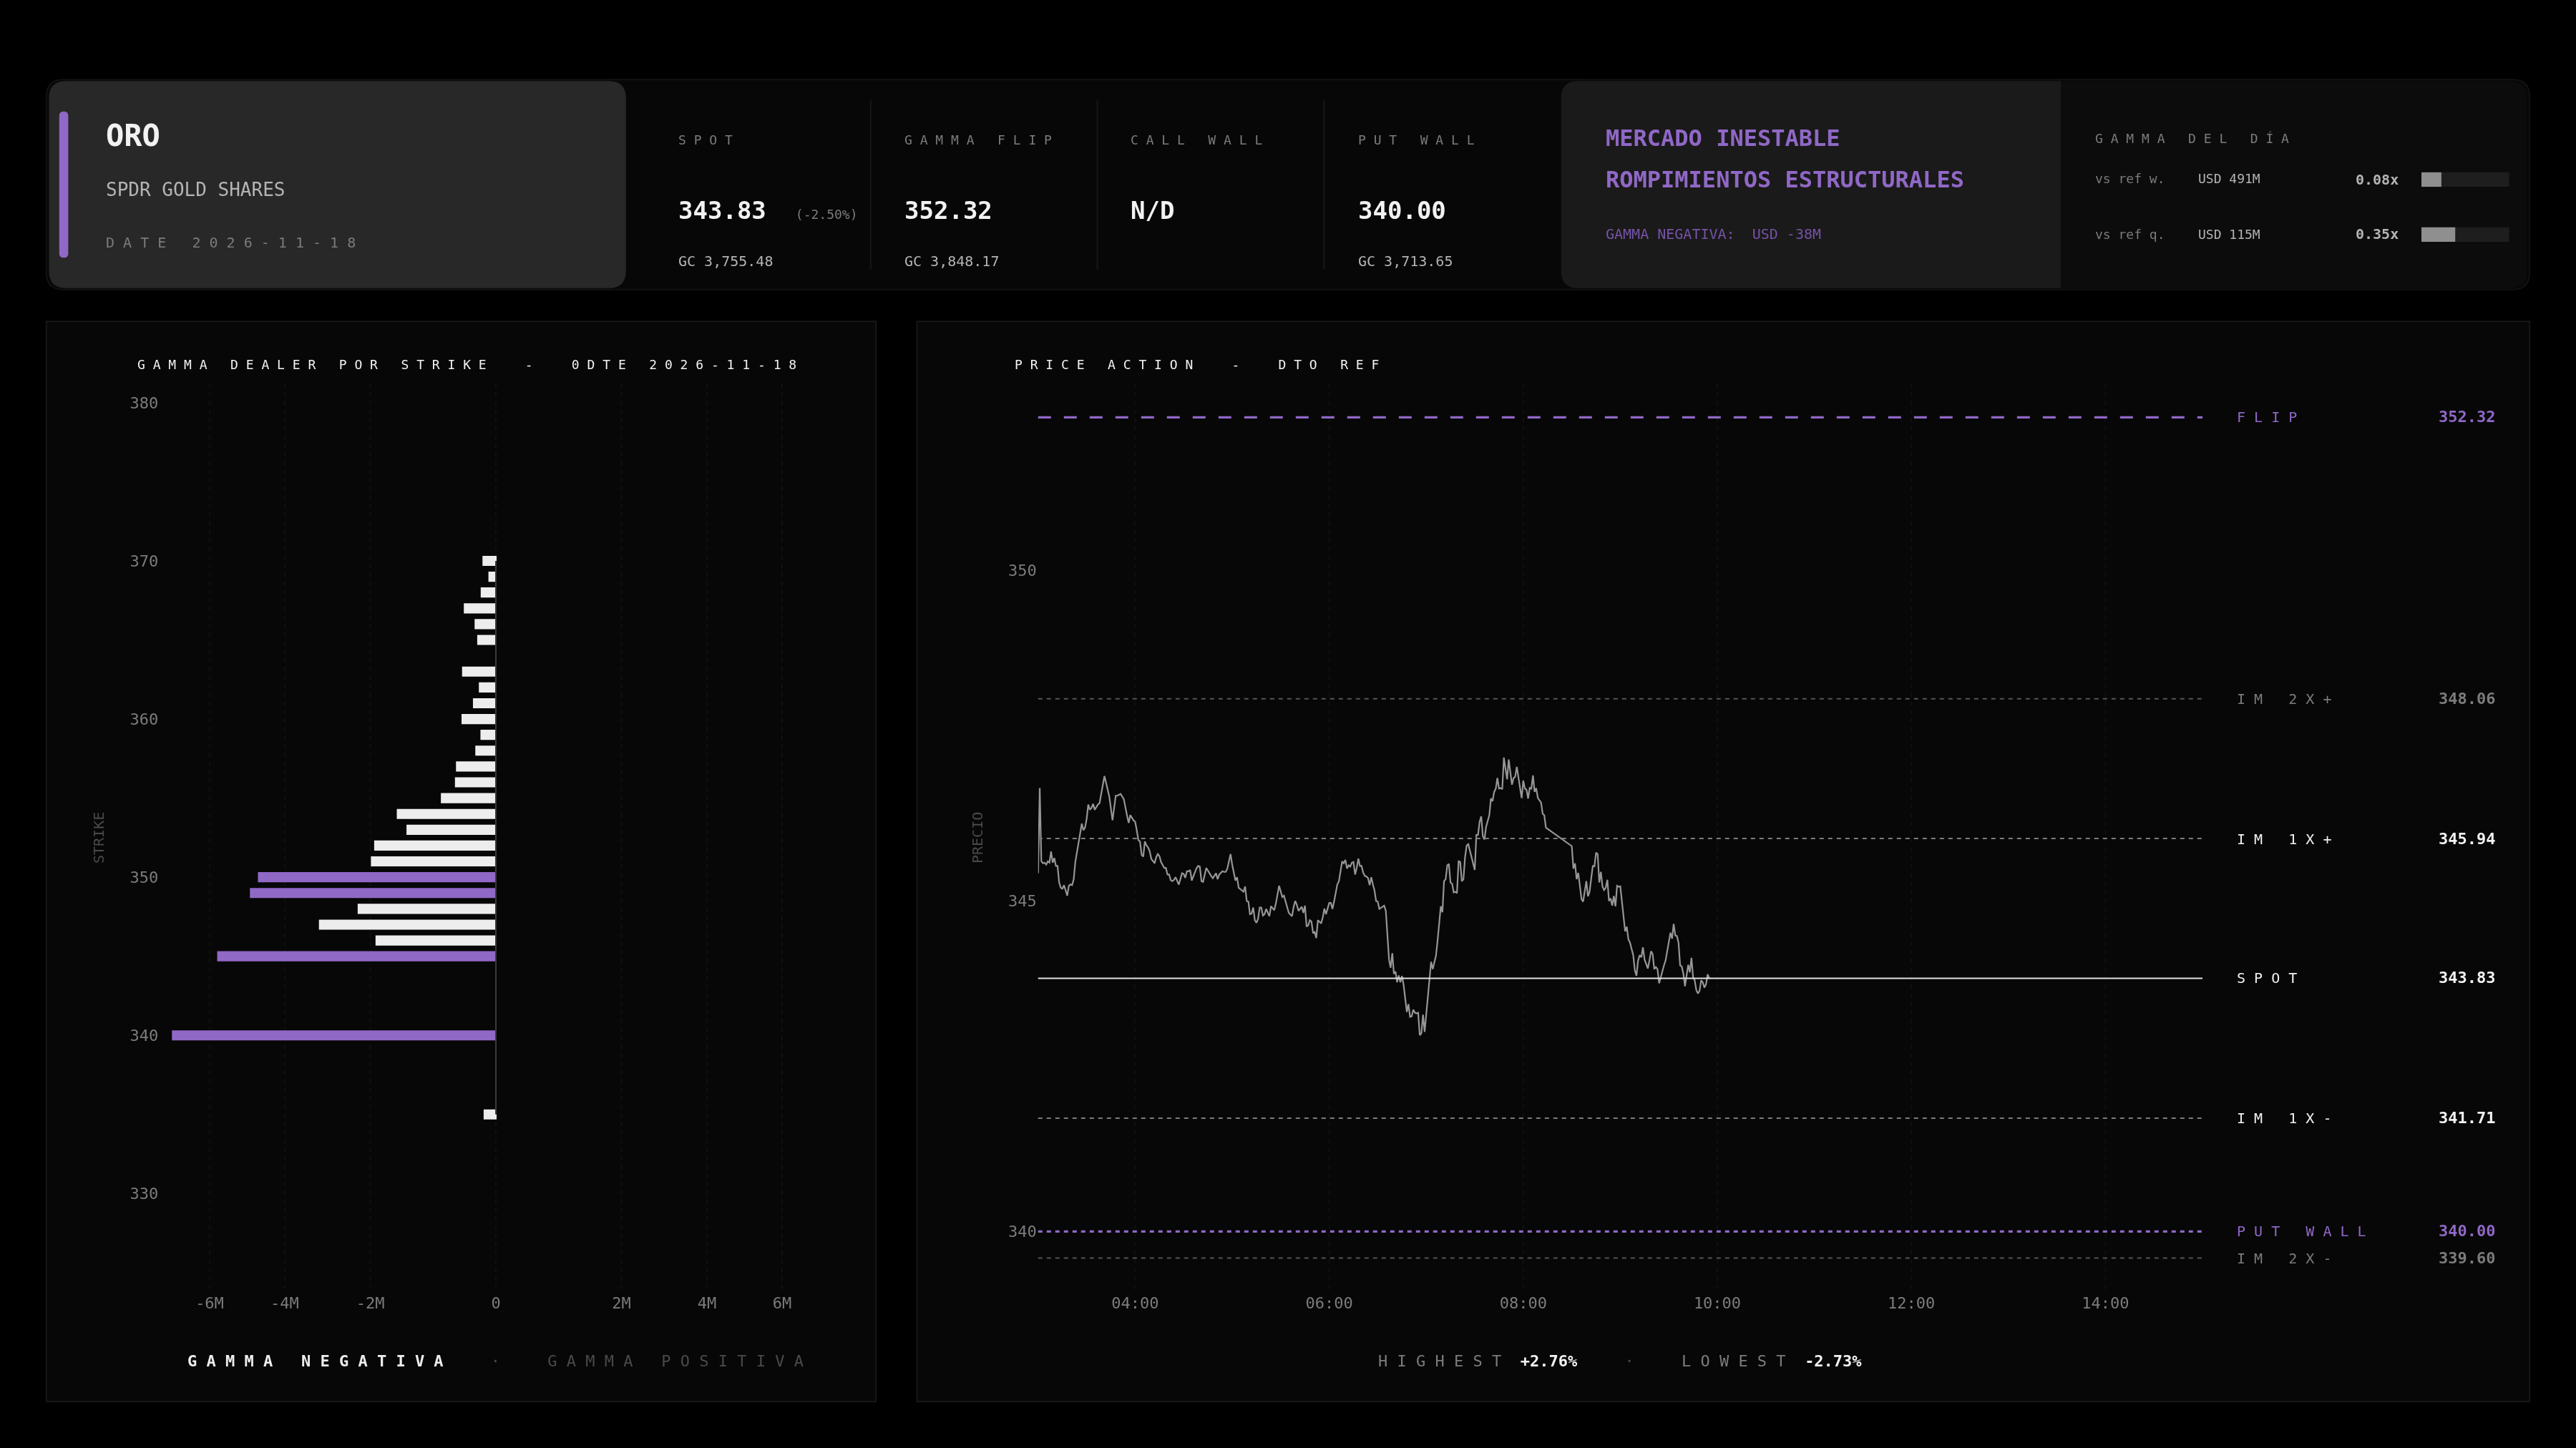 ORO
SPDR GOLD SHARES
DATE 2026-11-18
SPOT
343.83 (-2.50%)
GC 3,755.48
GAMMA FLIP
352.32
GC 3,848.17
CALL WALL
N/D
PUT WALL
340.00
GC 3,713.65
MERCADO INESTABLE
ROMPIMIENTOS ESTRUCTURALES
GAMMA NEGATIVA: USD -38M
GAMMA DEL DÍA
vs ref w. USD 491M 0.08x
vs ref q. USD 115M 0.35x
GAMMA DEALER POR STRIKE - 0DTE 2026-11-18
380
370
360
350
340
330
STRIKE
-6M -4M -2M 0 2M 4M 6M
GAMMA NEGATIVA · GAMMA POSITIVA
PRICE ACTION - DTO REF
350
345
340
PRECIO
FLIP 352.32
IM 2X+ 348.06
IM 1X+ 345.94
SPOT 343.83
IM 1X- 341.71
PUT WALL 340.00
IM 2X- 339.60
04:00 06:00 08:00 10:00 12:00 14:00
HIGHEST +2.76% · LOWEST -2.73%